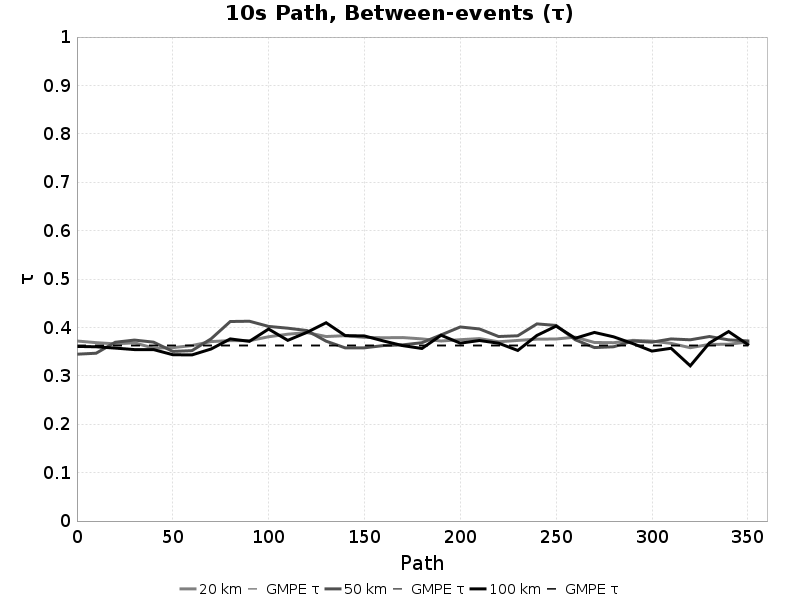 10s Path, Between-events (τ)
1
0.9
0.8
0.7
0.6
0.5
0.4
0.3
0.2
0.1
0
τ
0 50 100 150 200 250 300 350
Path
20 km GMPE τ 50 km GMPE τ 100 km GMPE τ